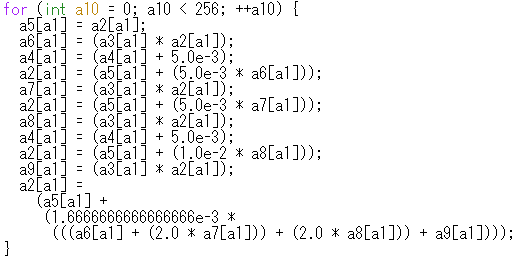 for (int a10 = 0; a10 < 256; ++a10) {
a5[a1] = a2[a1];
a6[a1] = (a3[a1] * a2[a1]);
a4[a1] = (a4[a1] + 5.0e-3);
a2[a1] = (a5[a1] + (5.0e-3 * a6[a1]));
a7[a1] = (a3[a1] * a2[a1]);
a2[a1] = (a5[a1] + (5.0e-3 * a7[a1]));
a8[a1] = (a3[a1] * a2[a1]);
a4[a1] = (a4[a1] + 5.0e-3);
a2[a1] = (a5[a1] + (1.0e-2 * a8[a1]));
a9[a1] = (a3[a1] * a2[a1]);
a2[a1] =
(a5[a1] +
(1.6666666666666666e-3 *
(((a6[a1] + (2.0 * a7[a1])) + (2.0 * a8[a1])) + a9[a1])));
}